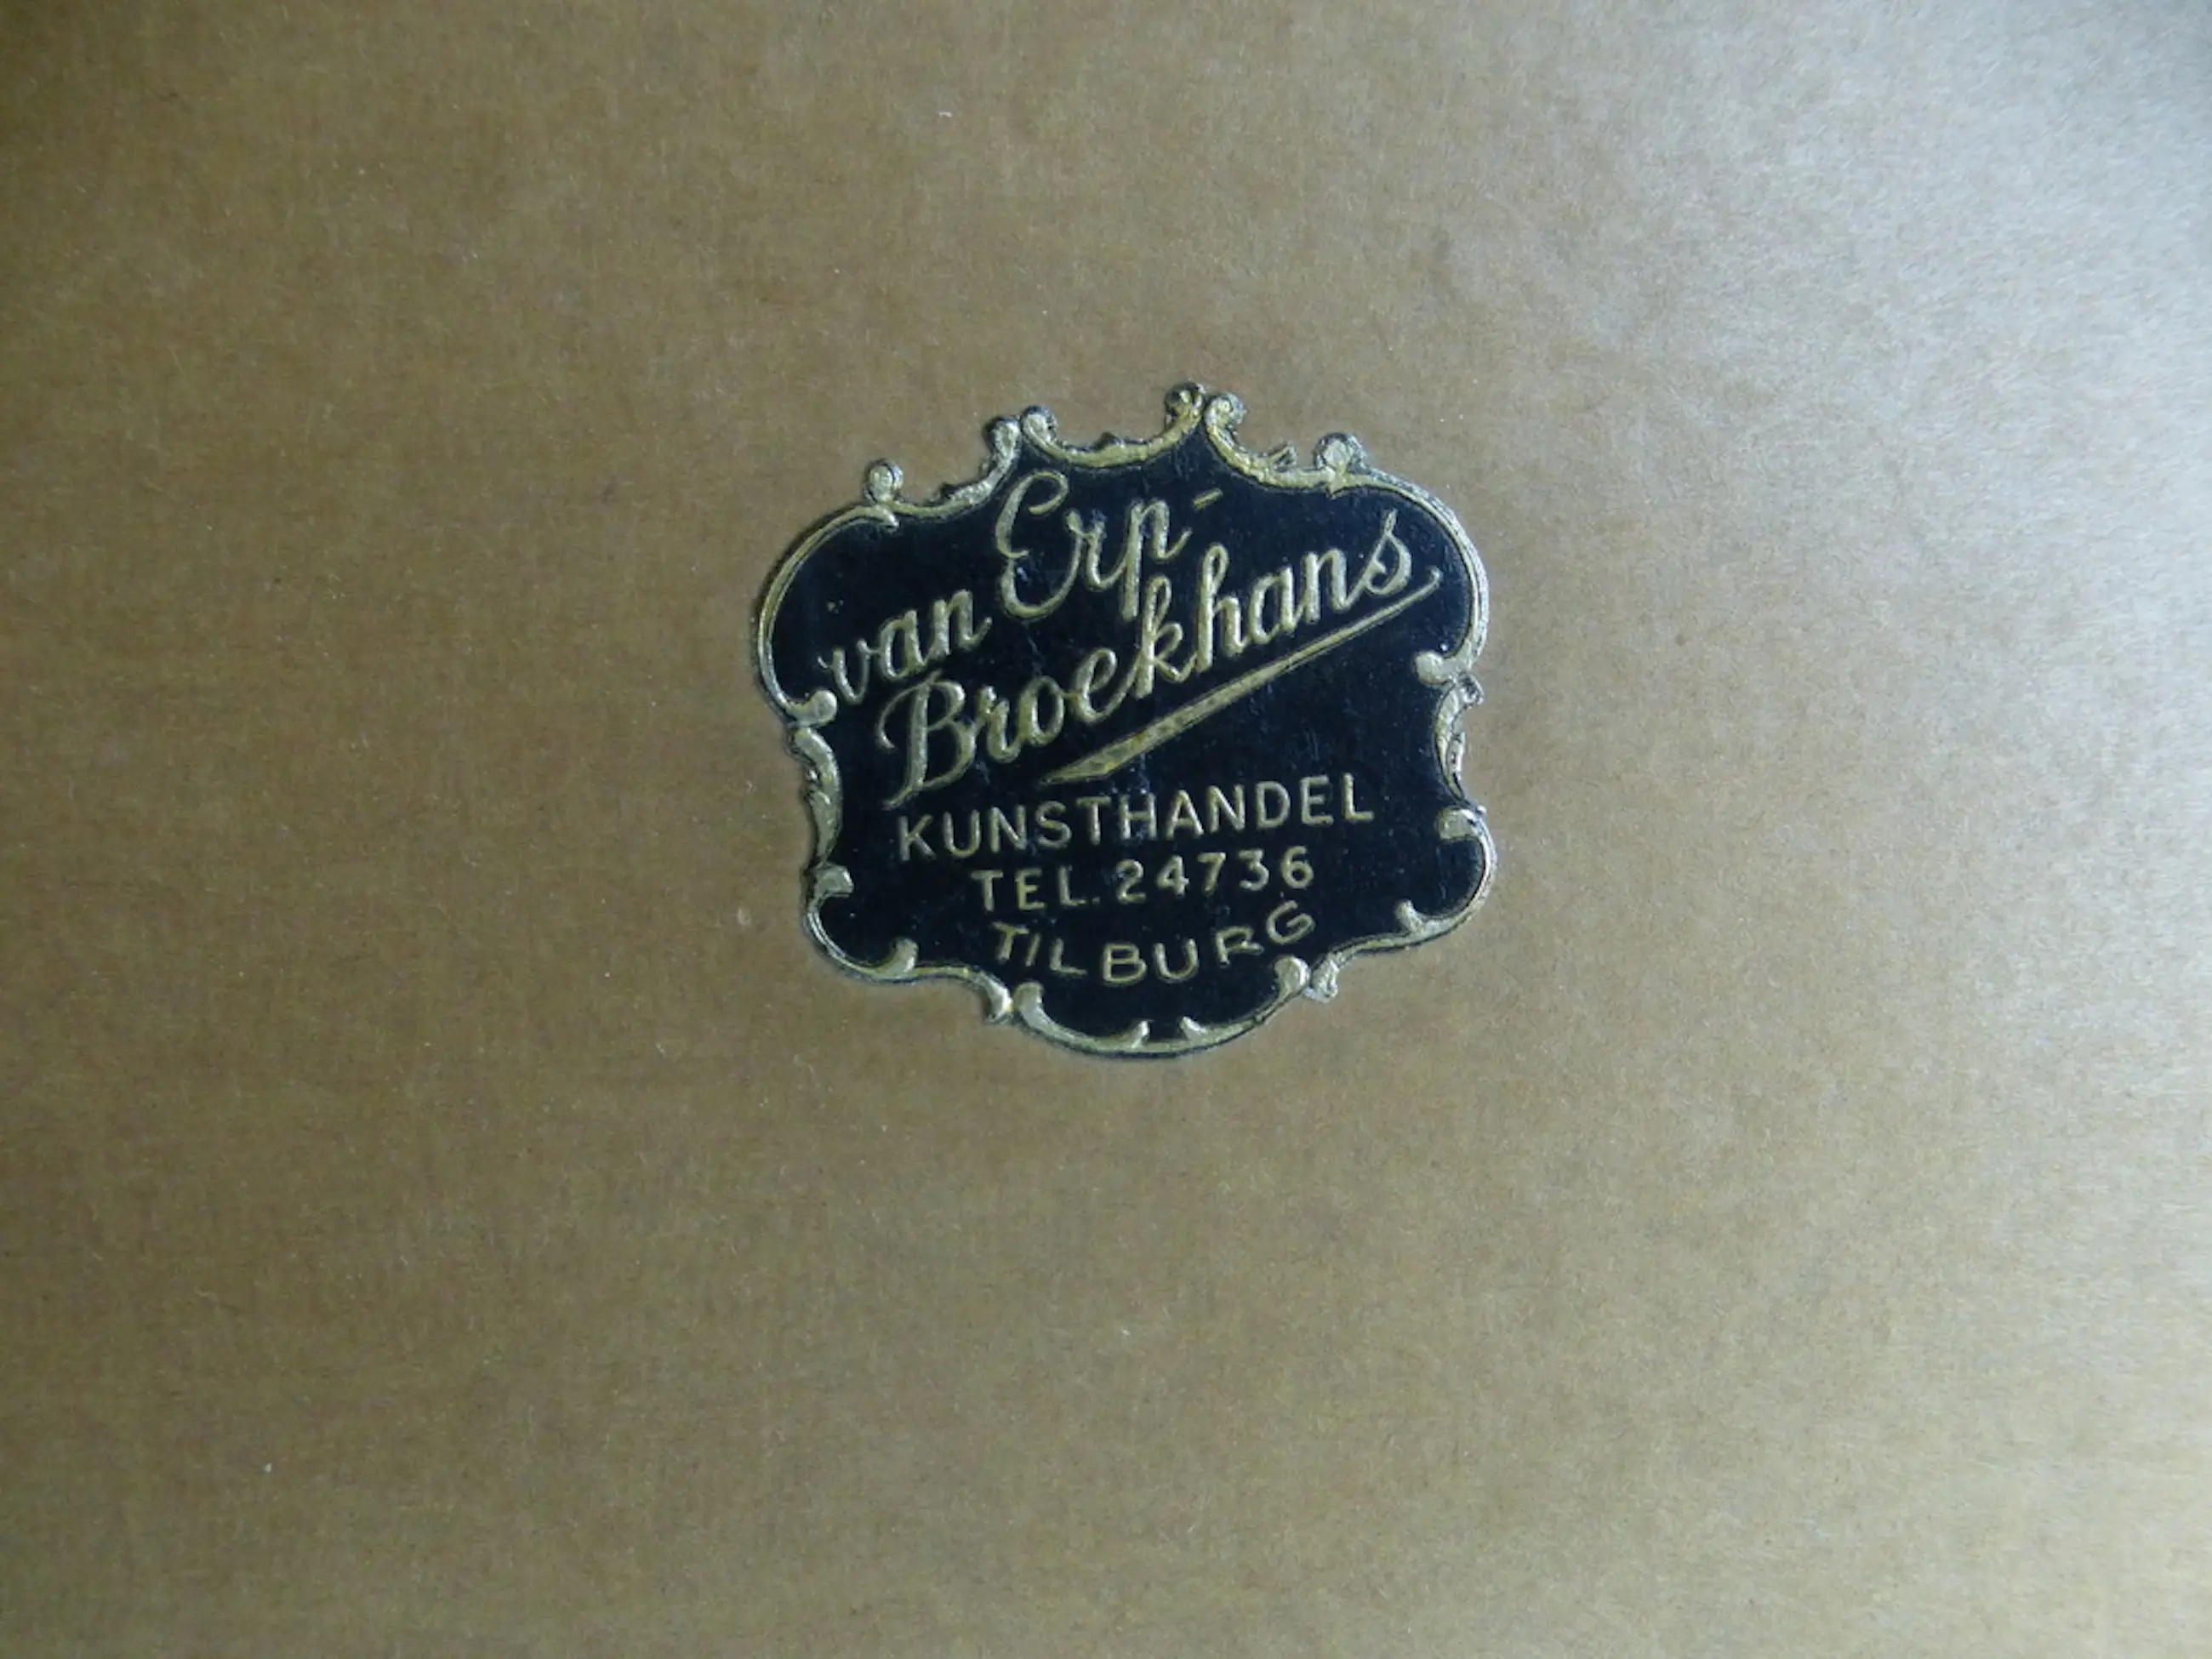 van Erp-
Broekhans
KUNSTHANDEL
TEL. 24736
TILBURG